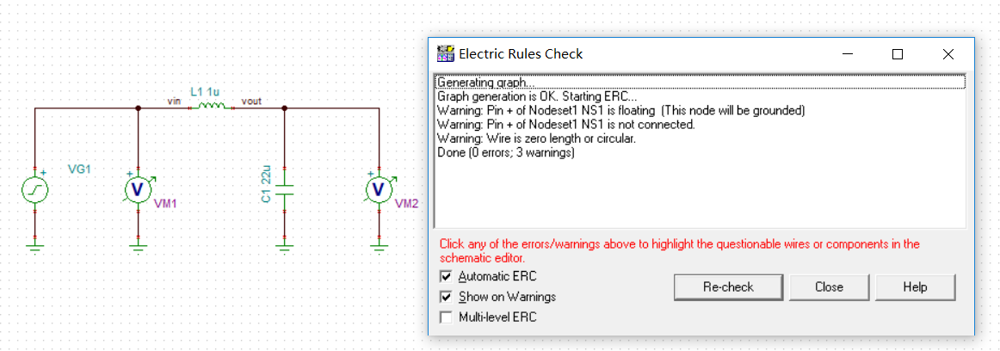 L1 1u
vin
vout
VG1
+
+
V
VM1
C1 22u
+
V
VM2
Electric Rules Check
Generating graph...
Graph generation is OK. Starting ERC...
Warning: Pin + of Nodeset1 NS1 is floating (This node will be grounded)
Warning: Pin + of Nodeset1 NS1 is not connected.
Warning: Wire is zero length or circular.
Done (0 errors; 3 warnings)
Click any of the errors/warnings above to highlight the questionable wires or components in the
schematic editor.
Automatic ERC
Show on Warnings
Multi-level ERC
Re-check
Close
Help